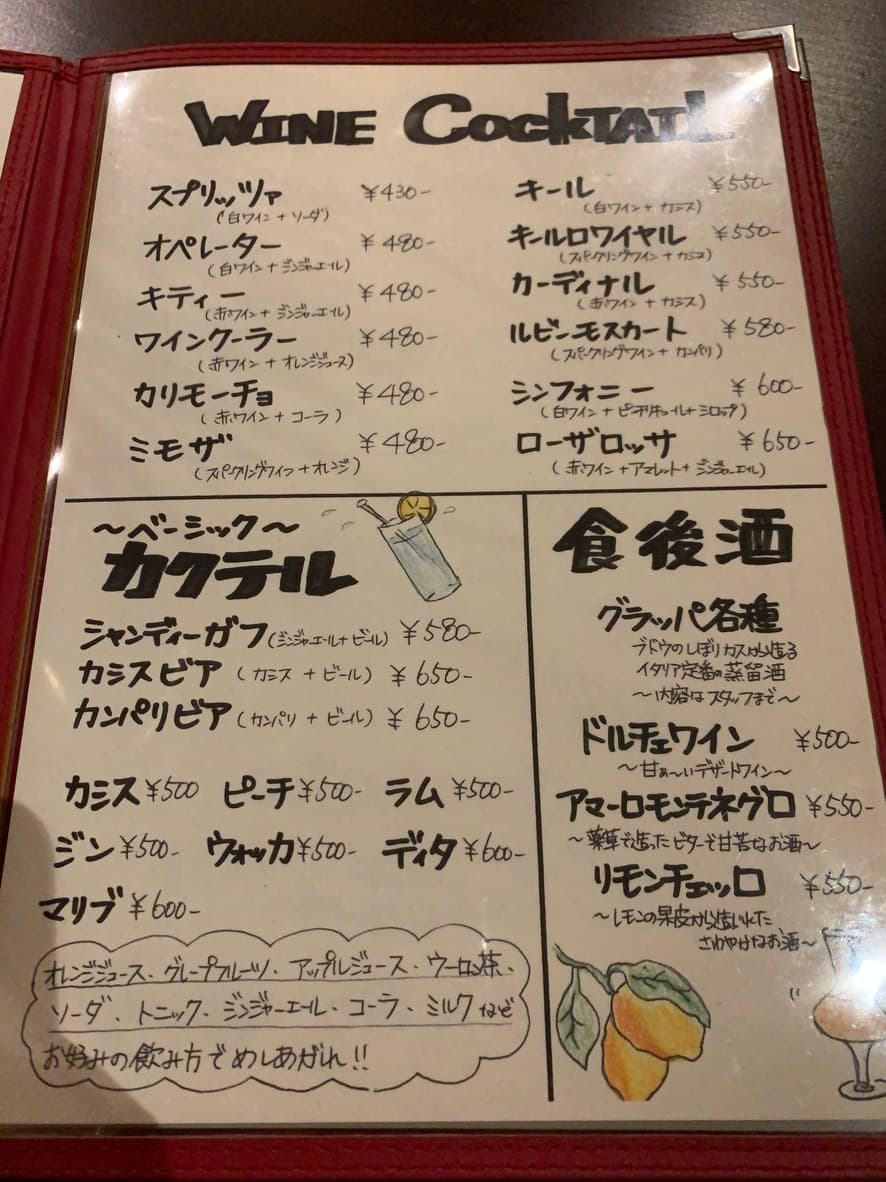 WINE COCKTAIL
スプリッツァ ¥430-
(白ワイン + ソーダ)
オペレーター ¥480-
(白ワイン + ジンジャーエール)
キティー ¥480-
(赤ワイン + ジンジャーエール)
ワインクーラー ¥480-
(赤ワイン + オレンジジュース)
カリモーチョ ¥480-
(赤ワイン + コーラ)
ミモザ ¥480-
(スパークリングワイン + オレンジ)
キール ¥550-
(白ワイン + カシス)
キールロワイヤル ¥550-
(スパークリングワイン + カシス)
カーディナル ¥550-
(赤ワイン + カシス)
ルビーモスカート ¥580-
(スパークリングワイン + カンパリ)
シンフォニー ¥600-
(白ワイン + ピーチリキュール + シロップ)
ローザロッサ ¥650-
(赤ワイン + アマレット + ジンジャーエール)
～ベーシック～
カクテル
シャンディーガフ (ジンジャーエール + ビール) ¥580-
カシスビア (カシス + ビール) ¥650-
カンパリビア (カンパリ + ビール) ¥650-
カシス ¥500 ピーチ ¥500- ラム ¥500-
ジン ¥500- ウォッカ ¥500- ディタ ¥600-
マリブ ¥600-
オレンジジュース、グレープフルーツ、アップルジュース、ウーロン茶、
ソーダ、トニック、ジンジャーエール、コーラ、ミルクなど
お好みの飲み方でめしあがれ!!
食後酒
グラッパ各種
ブドウのしぼりカスから造る
イタリア定番の蒸留酒
～内容はスタッフまで～
ドルチェワイン ¥500-
～甘ぁ～いデザートワイン～
アマーロモンテネグロ ¥550-
～薬草で造ったビターで甘苦なお酒～
リモンチェッロ ¥550-
～レモンの果皮から造られた
さわやかなお酒～